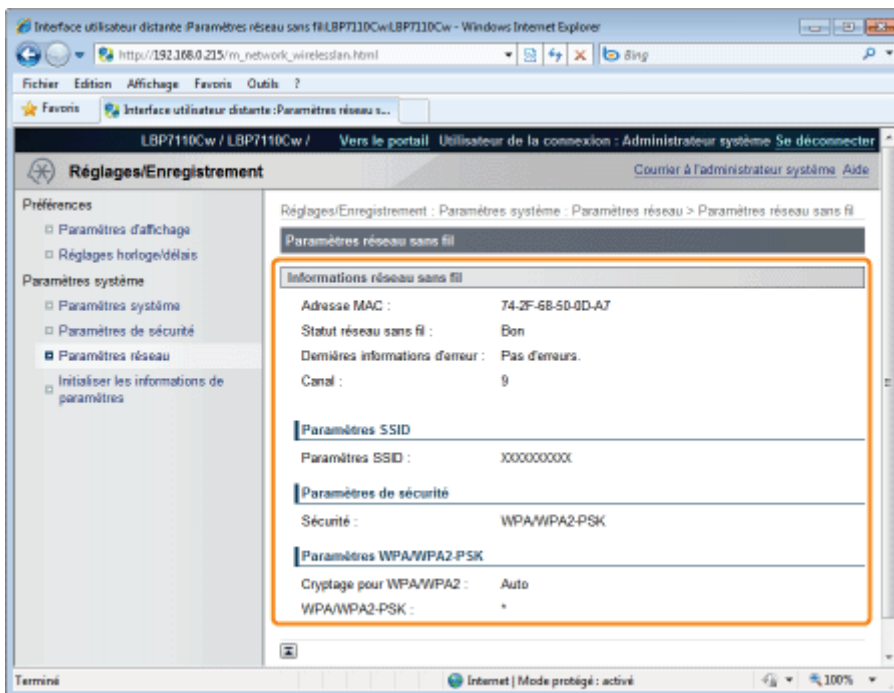 Interface utilisateur distante :Paramètres réseau sans fil:LBP7110Cw:LBP7110Cw - Windows Internet Explorer
http://192.168.0.215/m_network_wirelesslan.html
Bing
Fichier Edition Affichage Favoris Outils ?
Favoris Interface utilisateur distante :Paramètres réseau s...
LBP7110Cw / LBP7110Cw / Vers le portail Utilisateur de la connexion : Administrateur système Se déconnecter
Réglages/Enregistrement Courrier à l'administrateur système Aide
Préférences
Paramètres d'affichage
Réglages horloge/délais
Paramètres système
Paramètres système
Paramètres de sécurité
Paramètres réseau
Initialiser les informations de
paramètres
Réglages/Enregistrement : Paramètres système : Paramètres réseau > Paramètres réseau sans fil
Paramètres réseau sans fil
Informations réseau sans fil
Adresse MAC : 74-2F-68-50-0D-A7
Statut réseau sans fil : Bon
Dernières informations d'erreur : Pas d'erreurs.
Canal : 9
Paramètres SSID
Paramètres SSID : XXXXXXXXXX
Paramètres de sécurité
Sécurité : WPA/WPA2-PSK
Paramètres WPA/WPA2-PSK
Cryptage pour WPA/WPA2 : Auto
WPA/WPA2-PSK : *
Terminé Internet | Mode protégé : activé 100%